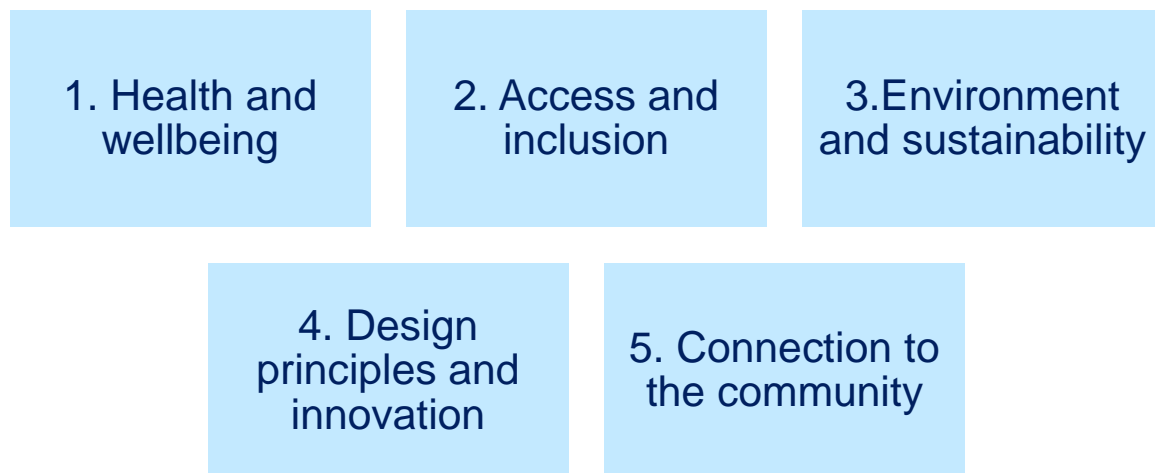 1. Health and
wellbeing
2. Access and
inclusion
3.Environment
and sustainability
4. Design
principles and
innovation
5. Connection to
the community